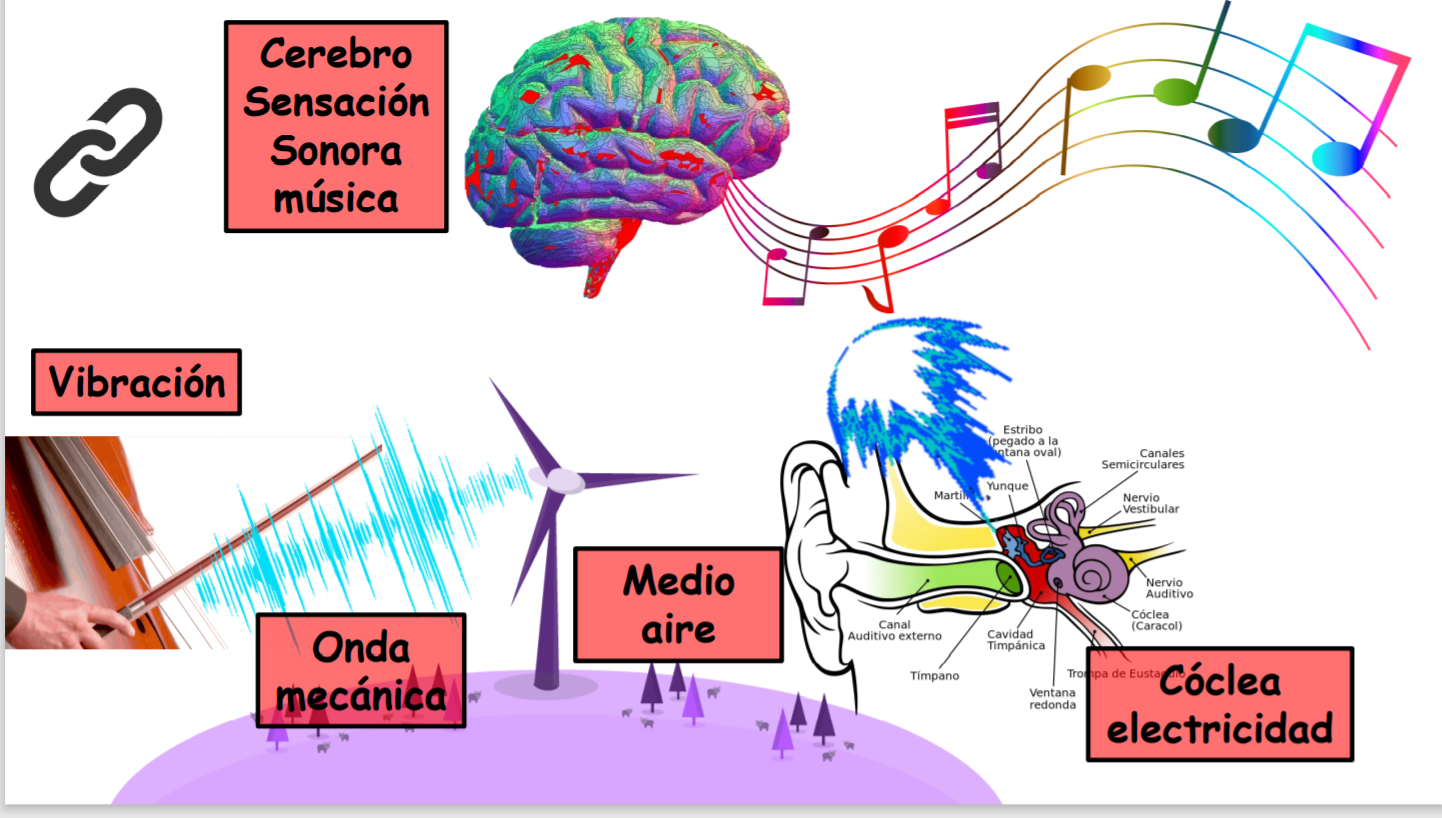 Cerebro
Sensación
Sonora
música
Vibración
Onda
mecánica
Medio
aire
Estribo
(pegado a la
ventana oval)
Canales
Semicirculares
Martillo
Yunque
Nervio
Vestibular
Nervio
Auditivo
Cóclea
(Caracol)
Canal
Auditivo externo
Cavidad
Timpánica
Tímpano
Ventana
redonda
Trompa de Eustaquio
Cóclea
electricidad